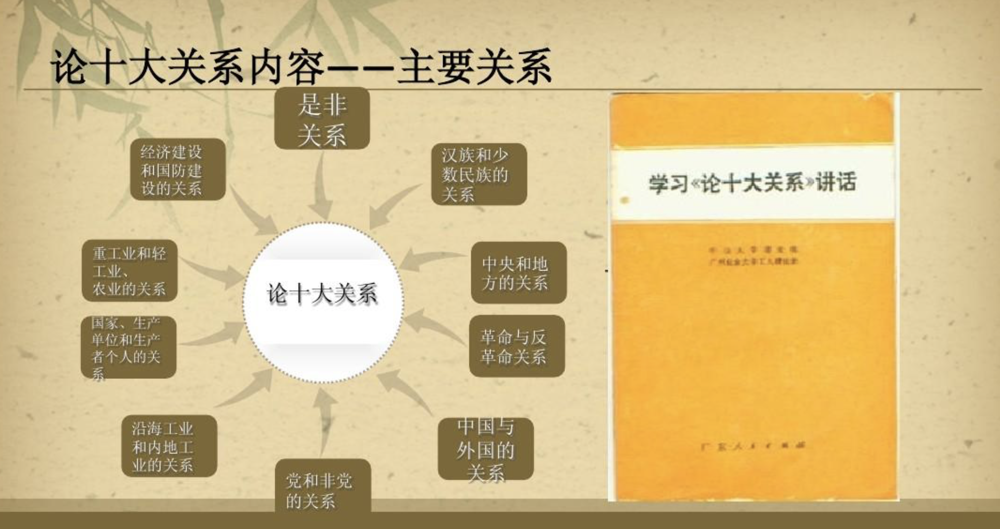 论十大关系内容——主要关系
是非
关系
经济建设
和国防建
设的关系
汉族和少
数民族的
关系
重工业和轻
工业、
农业的关系
中央和地
方的关系
论十大关系
国家、生产
单位和生产
者个人的关
系
革命与反
革命关系
沿海工业
和内地工
业的关系
中国与
外国的
关系
党和非党
的关系
学习《论十大关系》讲话